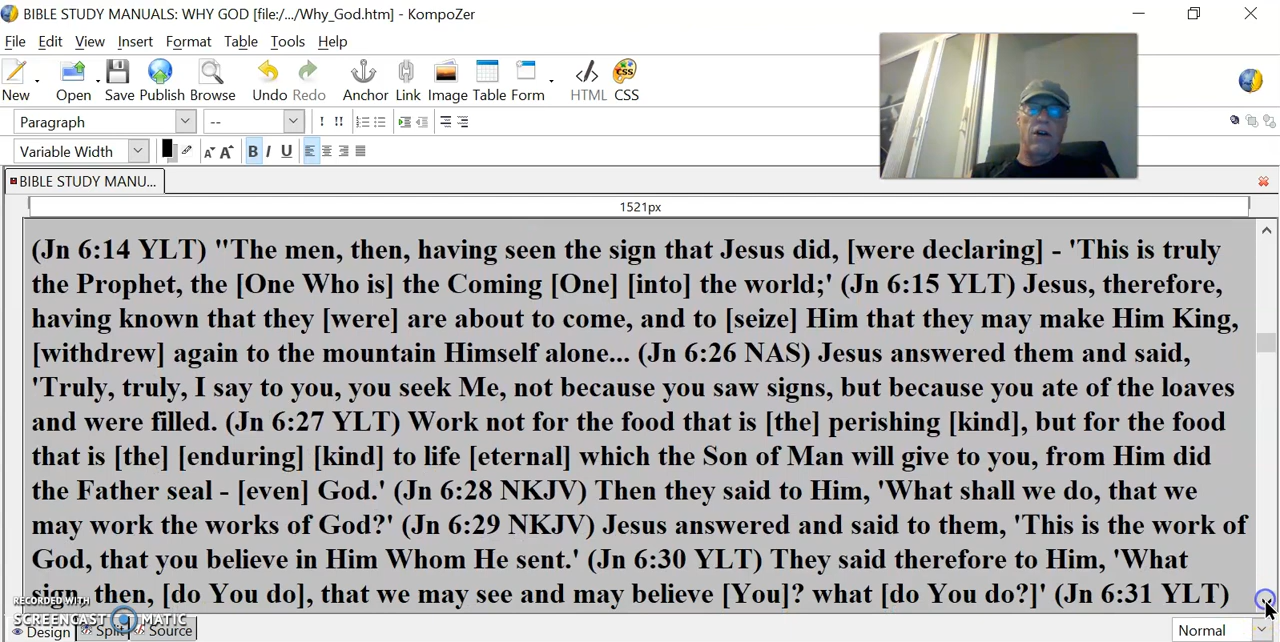 BIBLE STUDY MANUALS: WHY GOD [file:/.../Why_God.htm] - KompoZer
File Edit View Insert Format Table Tools Help
New Open Save Publish Browse Undo Redo Anchor Link Image Table Form HTML CSS
Paragraph -- ! !!
Variable Width A A B I U
BIBLE STUDY MANU...
1521px
(Jn 6:14 YLT) "The men, then, having seen the sign that Jesus did, [were declaring] - 'This is truly
the Prophet, the [One Who is] the Coming [One] [into] the world;' (Jn 6:15 YLT) Jesus, therefore,
having known that they [were] are about to come, and to [seize] Him that they may make Him King,
[withdrew] again to the mountain Himself alone... (Jn 6:26 NAS) Jesus answered them and said,
'Truly, truly, I say to you, you seek Me, not because you saw signs, but because you ate of the loaves
and were filled. (Jn 6:27 YLT) Work not for the food that is [the] perishing [kind], but for the food
that is [the] [enduring] [kind] to life [eternal] which the Son of Man will give to you, from Him did
the Father seal - [even] God.' (Jn 6:28 NKJV) Then they said to Him, 'What shall we do, that we
may work the works of God?' (Jn 6:29 NKJV) Jesus answered and said to them, 'This is the work of
God, that you believe in Him Whom He sent.' (Jn 6:30 YLT) They said therefore to Him, 'What
then, [do You do], that we may see and may believe [You]? what [do You do?]' (Jn 6:31 YLT)
RECORDED WITH
SCREENCAST MATIC
Design Split Source Normal